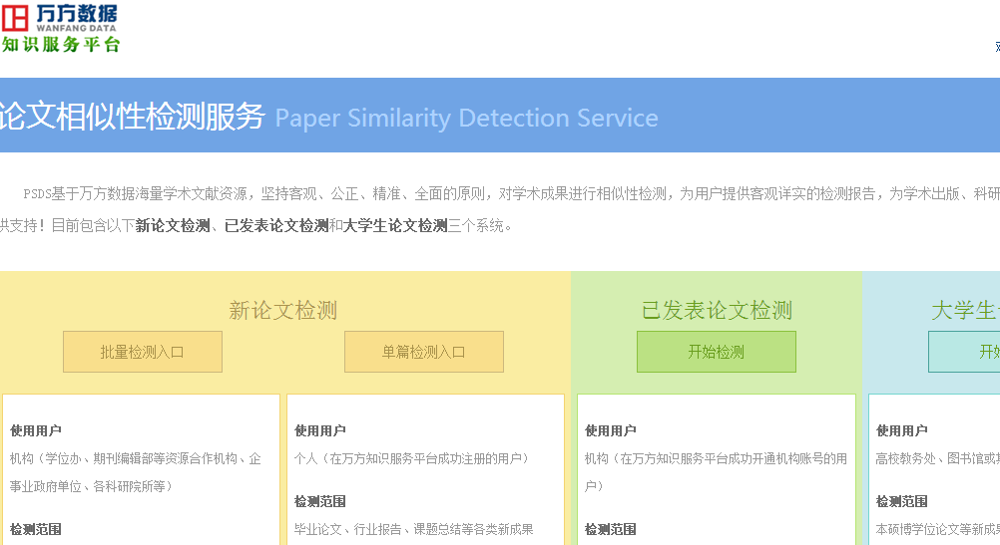 万方数据
WANFANG DATA
知识服务平台
论文相似性检测服务 Paper Similarity Detection Service
PSDS基于万方数据海量学术文献资源，坚持客观、公正、精准、全面的原则，对学术成果进行相似性检测，为用户提供客观详实的检测报告，为学术出版、科研
供支持！目前包含以下新论文检测、已发表论文检测和大学生论文检测三个系统。
新论文检测
批量检测入口
单篇检测入口
使用用户
机构（学位办、期刊编辑部等资源合作机构、企
事业政府单位、各科研院所等）
检测范围
使用用户
个人（在万方知识服务平台成功注册的用户）
检测范围
毕业论文、行业报告、课题总结等各类新成果
已发表论文检测
开始检测
使用用户
机构（在万方知识服务平台成功开通机构账号的用
户）
检测范围
大学生
开始
使用用户
高校教务处、图书馆或其
检测范围
本硕博学位论文等新成果